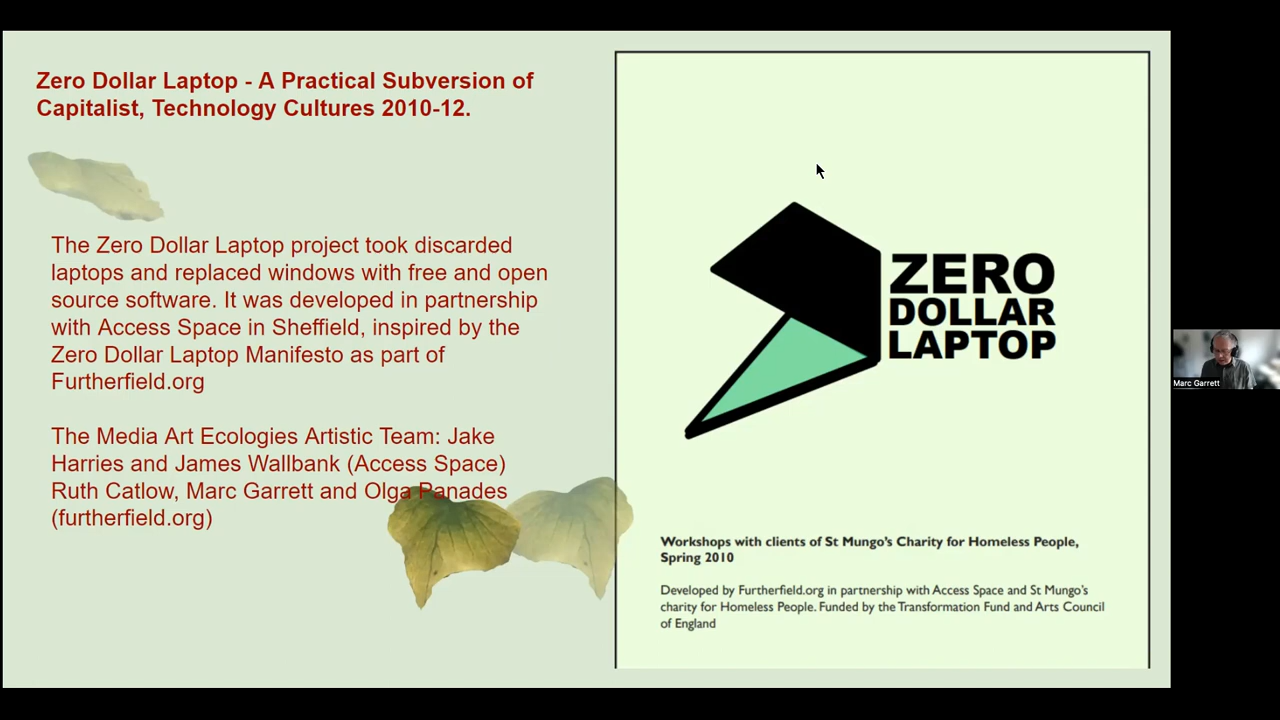 Zero Dollar Laptop - A Practical Subversion of
Capitalist, Technology Cultures 2010-12.
The Zero Dollar Laptop project took discarded
laptops and replaced windows with free and open
source software. It was developed in partnership
with Access Space in Sheffield, inspired by the
Zero Dollar Laptop Manifesto as part of
Furtherfield.org
The Media Art Ecologies Artistic Team: Jake
Harries and James Wallbank (Access Space)
Ruth Catlow, Marc Garrett and Olga Panades
(furtherfield.org)
ZERO
DOLLAR
LAPTOP
Workshops with clients of St Mungo's Charity for Homeless People,
Spring 2010
Developed by Furtherfield.org in partnership with Access Space and St Mungo's
charity for Homeless People. Funded by the Transformation Fund and Arts Council
of England
Marc Garrett